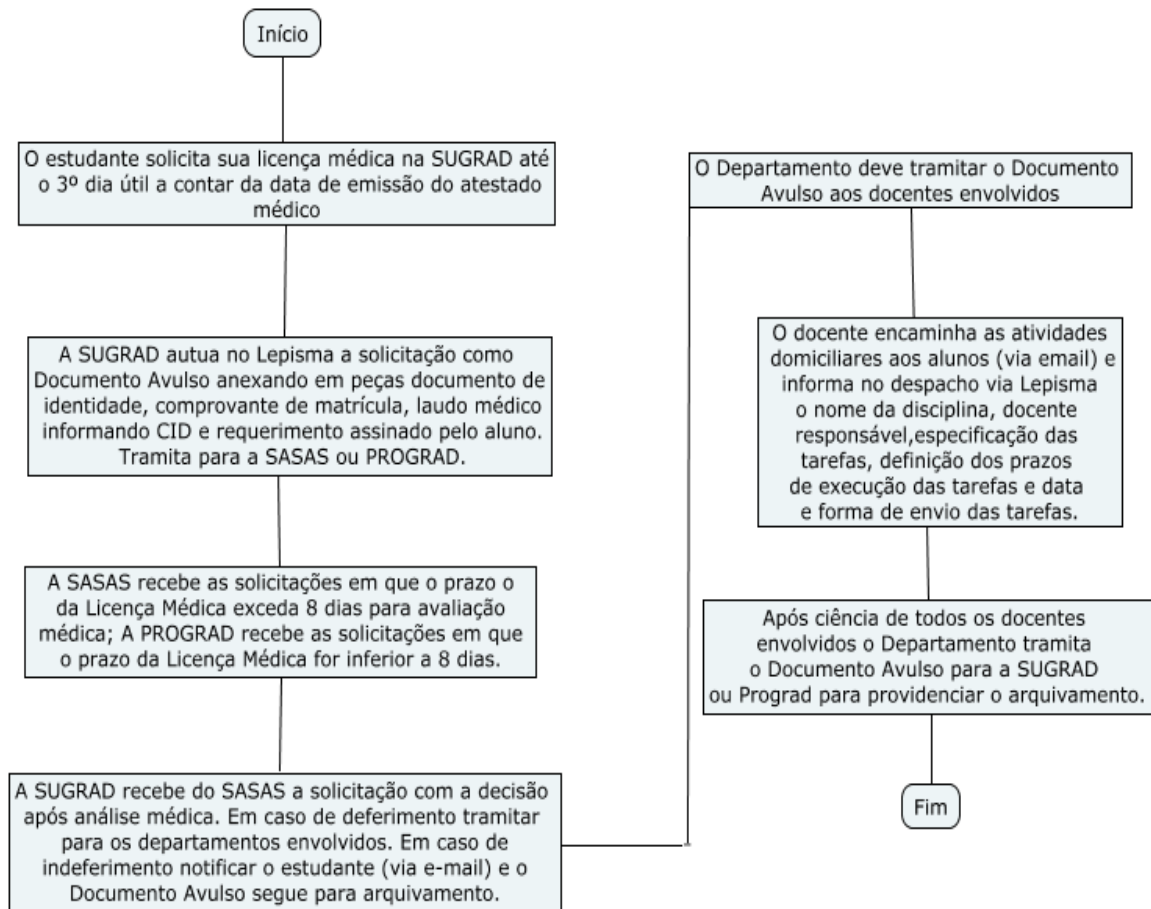 Início
O estudante solicita sua licença médica na SUGRAD até
o 3º dia útil a contar da data de emissão do atestado
médico
A SUGRAD autua no Lepisma a solicitação como
Documento Avulso anexando em peças documento de
identidade, comprovante de matrícula, laudo médico
informando CID e requerimento assinado pelo aluno.
Tramita para a SASAS ou PROGRAD.
A SASAS recebe as solicitações em que o prazo o
da Licença Médica exceda 8 dias para avaliação
médica; A PROGRAD recebe as solicitações em que
o prazo da Licença Médica for inferior a 8 dias.
A SUGRAD recebe do SASAS a solicitação com a decisão
após análise médica. Em caso de deferimento tramitar
para os departamentos envolvidos. Em caso de
indeferimento notificar o estudante (via e-mail) e o
Documento Avulso segue para arquivamento.
O Departamento deve tramitar o Documento
Avulso aos docentes envolvidos
O docente encaminha as atividades
domiciliares aos alunos (via email) e
informa no despacho via Lepisma
o nome da disciplina, docente
responsável,especificação das
tarefas, definição dos prazos
de execução das tarefas e data
e forma de envio das tarefas.
Após ciência de todos os docentes
envolvidos o Departamento tramita
o Documento Avulso para a SUGRAD
ou Prograd para providenciar o arquivamento.
Fim